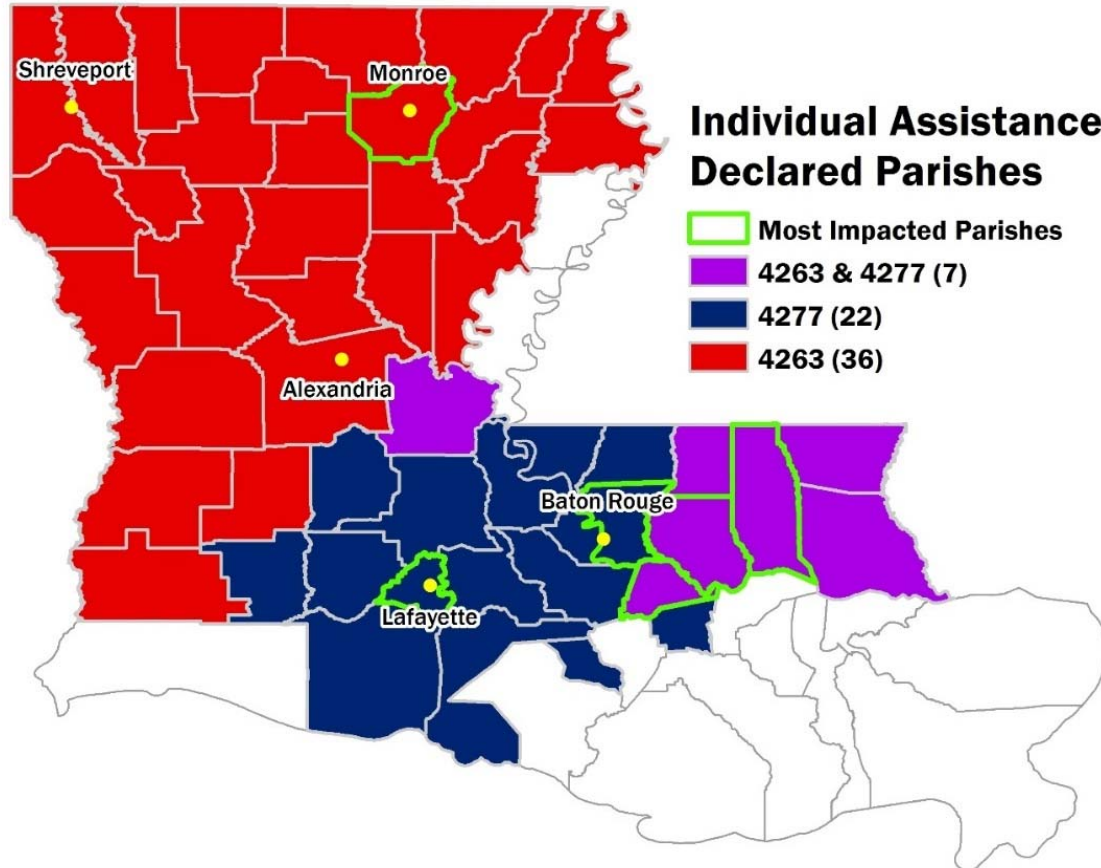 Shreveport
Monroe
Individual Assistance
Declared Parishes
Most Impacted Parishes
4263 & 4277 (7)
4277 (22)
4263 (36)
Alexandria
Baton Rouge
Lafayette